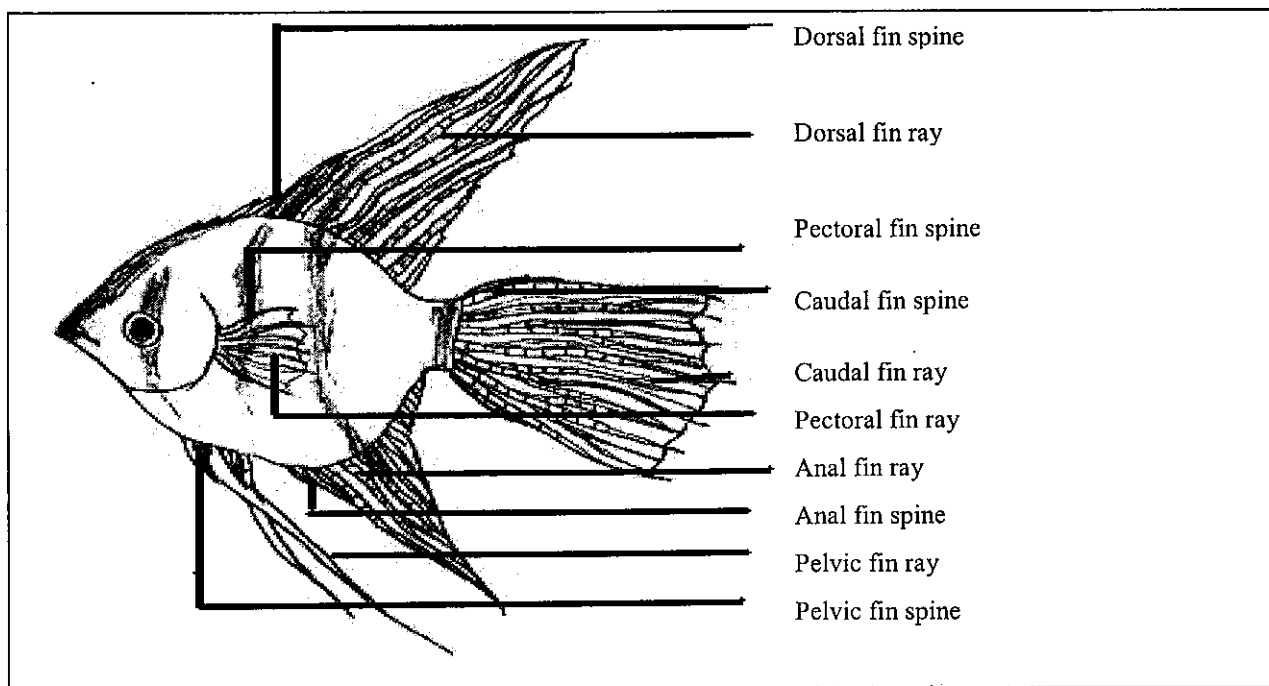 Dorsal fin spine
Dorsal fin ray
Pectoral fin spine
Caudal fin spine
Caudal fin ray
Pectoral fin ray
Anal fin ray
Anal fin spine
Pelvic fin ray
Pelvic fin spine